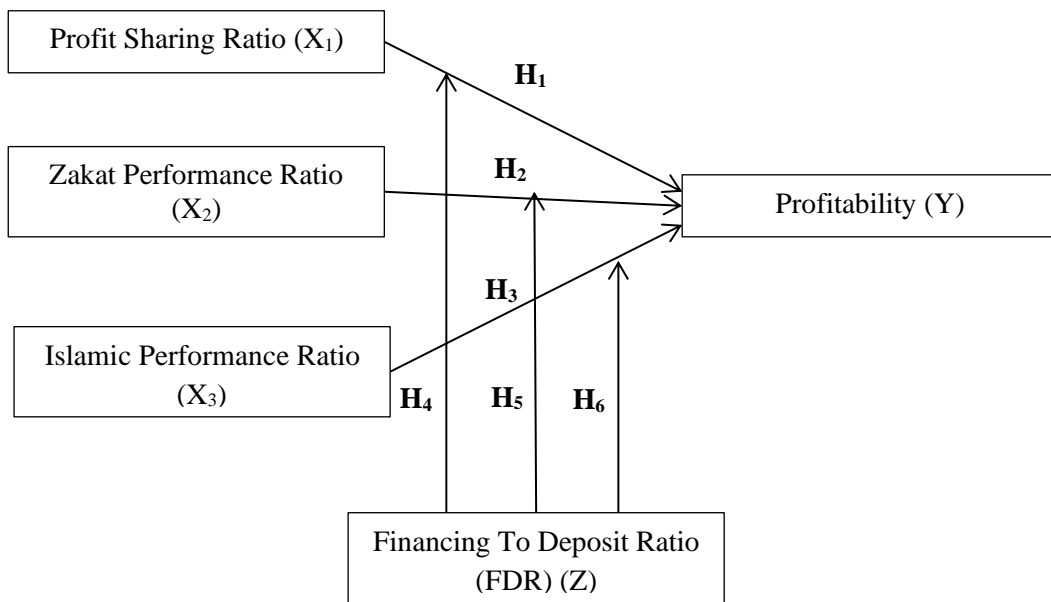 Profit Sharing Ratio (X₁)
H₁
Zakat Performance Ratio
(X₂)
H₂
Profitability (Y)
H₃
Islamic Performance Ratio
(X₃)
H₄
H₅
H₆
Financing To Deposit Ratio
(FDR) (Z)